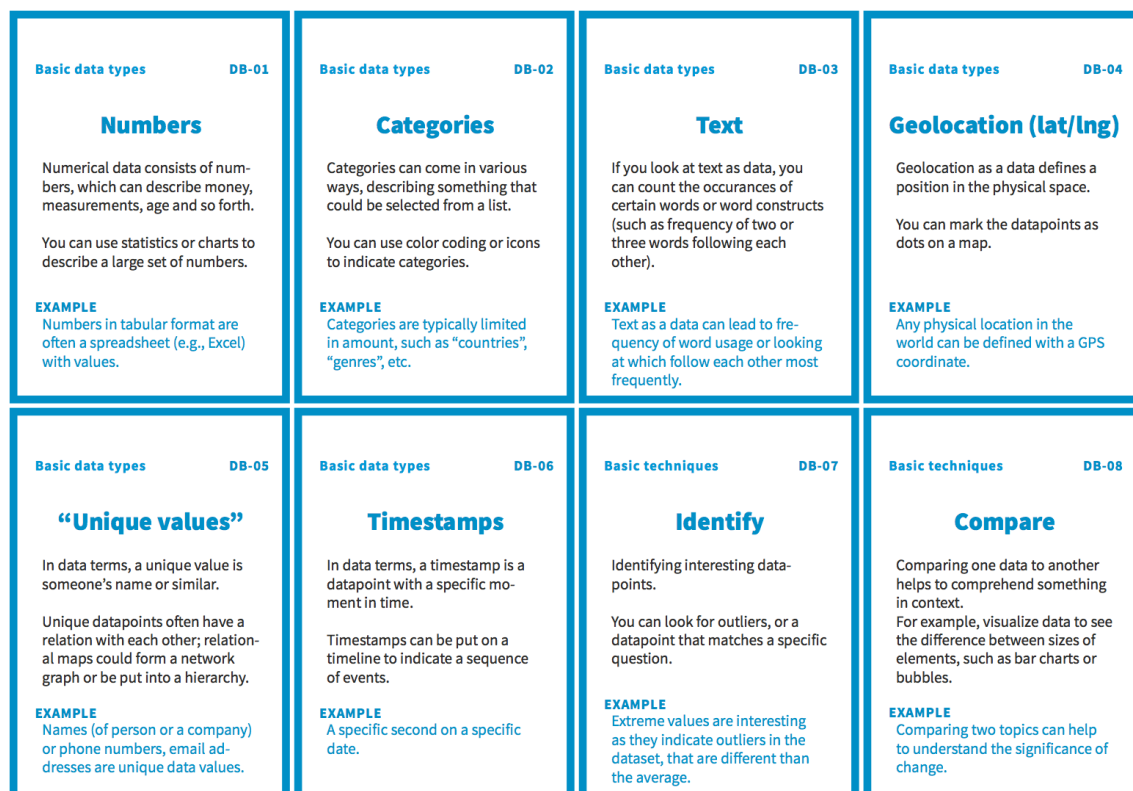 Basic data types DB-01
Numbers
Numerical data consists of num-
bers, which can describe money,
measurements, age and so forth.
You can use statistics or charts to
describe a large set of numbers.
EXAMPLE
Numbers in tabular format are
often a spreadsheet (e.g., Excel)
with values.
Basic data types DB-02
Categories
Categories can come in various
ways, describing something that
could be selected from a list.
You can use color coding or icons
to indicate categories.
EXAMPLE
Categories are typically limited
in amount, such as “countries”,
“genres”, etc.
Basic data types DB-03
Text
If you look at text as data, you
can count the occurances of
certain words or word constructs
(such as frequency of two or
three words following each
other).
EXAMPLE
Text as a data can lead to fre-
quency of word usage or looking
at which follow each other most
frequently.
Basic data types DB-04
Geolocation (lat/lng)
Geolocation as a data defines a
position in the physical space.
You can mark the datapoints as
dots on a map.
EXAMPLE
Any physical location in the
world can be defined with a GPS
coordinate.
Basic data types DB-05
“Unique values”
In data terms, a unique value is
someone’s name or similar.
Unique datapoints often have a
relation with each other; relation-
al maps could form a network
graph or be put into a hierarchy.
EXAMPLE
Names (of person or a company)
or phone numbers, email ad-
dresses are unique data values.
Basic data types DB-06
Timestamps
In data terms, a timestamp is a
datapoint with a specific mo-
ment in time.
Timestamps can be put on a
timeline to indicate a sequence
of events.
EXAMPLE
A specific second on a specific
date.
Basic techniques DB-07
Identify
Identifying interesting data-
points.
You can look for outliers, or a
datapoint that matches a specific
question.
EXAMPLE
Extreme values are interesting
as they indicate outliers in the
dataset, that are different than
the average.
Basic techniques DB-08
Compare
Comparing one data to another
helps to comprehend something
in context.
For example, visualize data to see
the difference between sizes of
elements, such as bar charts or
bubbles.
EXAMPLE
Comparing two topics can help
to understand the significance of
change.